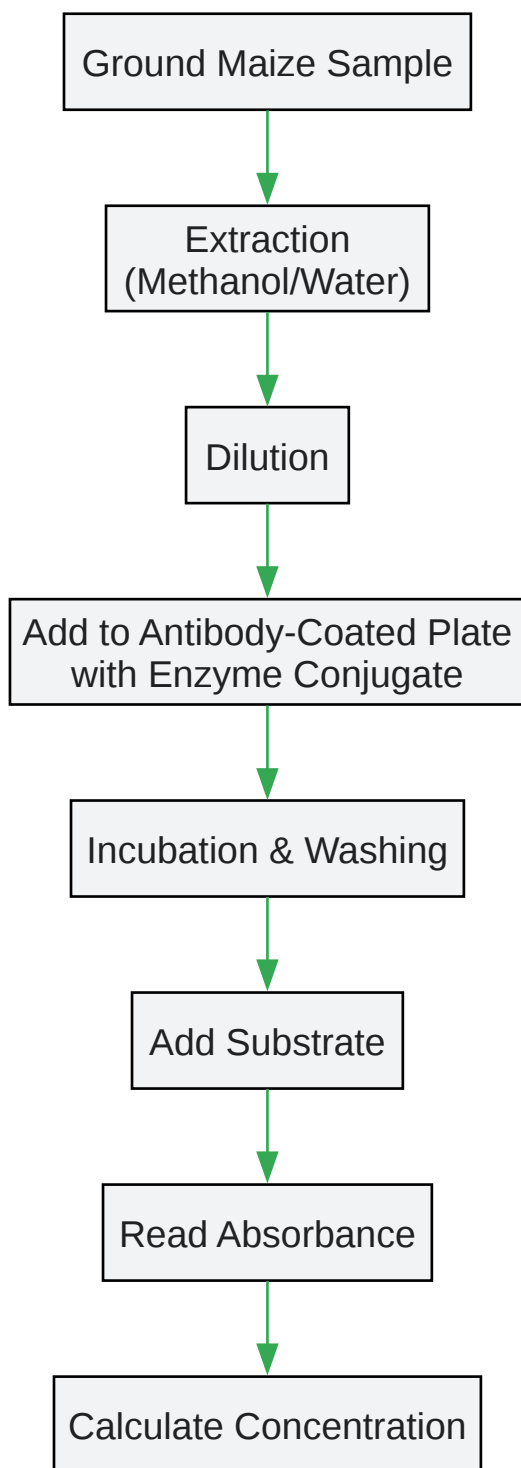 Ground Maize Sample
Extraction
(Methanol/Water)
Dilution
Add to Antibody-Coated Plate
with Enzyme Conjugate
Incubation & Washing
Add Substrate
Read Absorbance
Calculate Concentration